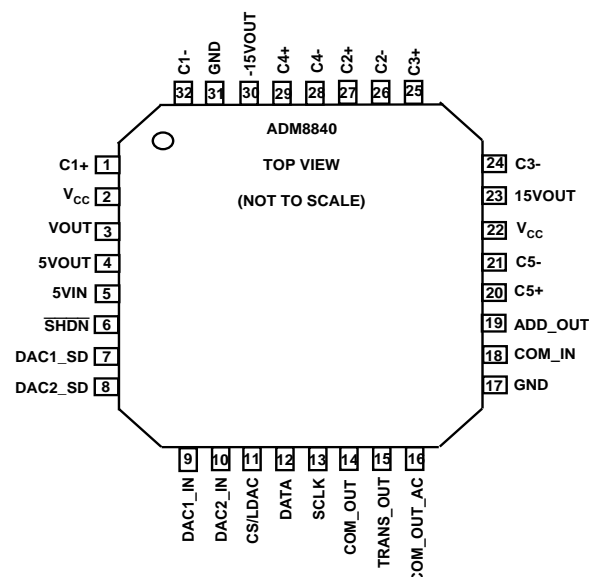 C1-
GND
-15VOUT
C4+
C4-
C2+
C2-
C3+
32
31
30
29
28
27
26
25
ADM8840
TOP VIEW
(NOT TO SCALE)
C1+ 1
VCC 2
VOUT 3
5VOUT 4
5VIN 5
SHDN 6
DAC1_SD 7
DAC2_SD 8
24 C3-
23 15VOUT
22 VCC
21 C5-
20 C5+
19 ADD_OUT
18 COM_IN
17 GND
9
10
11
12
13
14
15
16
DAC1_IN
DAC2_IN
CS/LDAC
DATA
SCLK
COM_OUT
TRANS_OUT
COM_OUT_AC